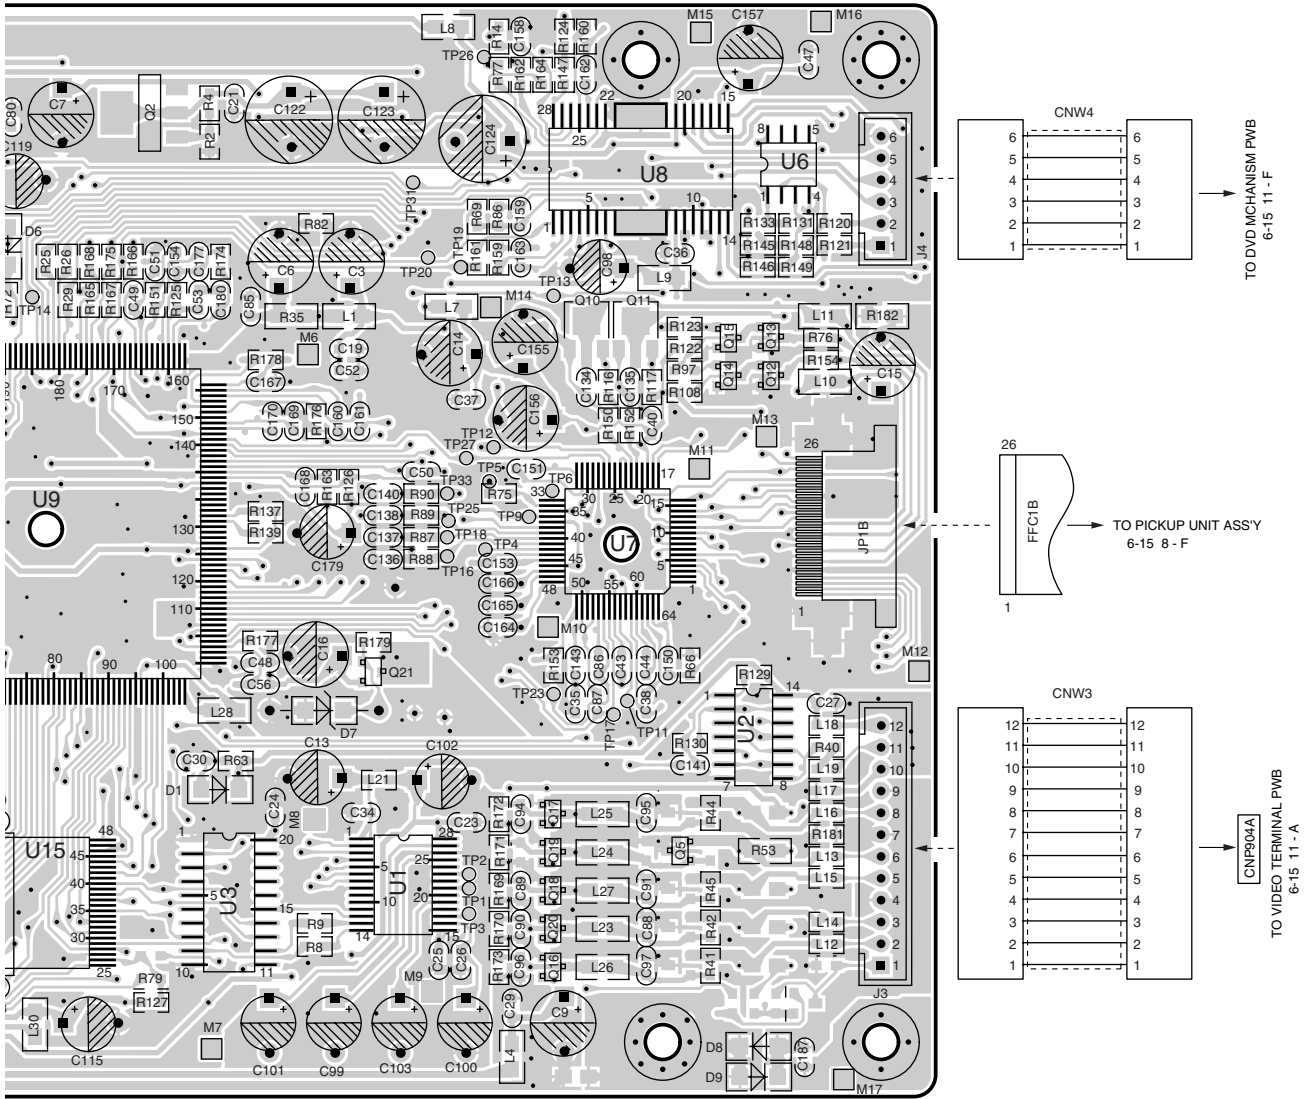 L8
R14
C158
R124
R160
M15
C157
M16
TP26
R77
R162
R164
R147
C162
C47
C80
C7
Q2
R4
C21
R2
C122
C123
C124
28
22
20
15
25
U8
8
5
U6
1
4
6
5
4
3
2
1
J4
CNW4
6
5
4
3
2
1
6
5
4
3
2
1
TO DVD MCHANISM PWB
6-15 11 - F
C119
TP31
5
10
1
14
R69
R86
C159
TP19
R161
R159
C163
R133
R131
R120
R145
R148
R121
R146
R149
D6
R82
C6
C3
TP20
C98
C36
L9
TP13
R25
R26
R168
R175
R166
C51
C154
C177
R174
R72
TP14
R29
R165
R167
C49
R151
R125
C53
C180
C85
R35
L1
L7
M14
Q10
Q11
L11
R182
M6
C19
C52
C14
C155
R123
R122
R97
R108
Q15
Q13
Q14
Q12
R76
R154
L10
C15
180
170
160
R178
C167
C37
C156
C134
R116
C135
R117
R150
R152
C40
150
140
130
120
110
U9
C170
C169
R176
C160
C161
TP12
TP27
M13
M11
C168
R163
R126
C50
TP33
TP5
C151
TP6
R75
C140
R90
C138
R89
TP25
TP9
R137
R139
C137
R87
TP18
C136
R88
TP16
TP4
C179
C153
C166
C165
C164
33
17
30
25
20
15
35
40
10
45
5
50
55
60
48
1
64
U7
26
1
JP1B
26
FFC1B
1
TO PICKUP UNIT ASS'Y
6-15 8 - F
M10
M12
80
90
100
R177
C48
C56
C16
R179
Q21
L28
D7
R153
C143
C86
C43
C44
C150
R66
TP23
C35
C87
C38
TP17
TP11
R129
1
14
U2
7
8
R130
C141
C27
L18
R40
L19
L17
L16
R181
L13
L15
L14
L12
12
11
10
9
8
7
6
5
4
3
2
1
J3
CNW3
12
11
10
9
8
7
6
5
4
3
2
1
12
11
10
9
8
7
6
5
4
3
2
1
CNP904A
TO VIDEO TERMINAL PWB
6-15 11 - A
C30
R63
D1
C13
C102
L21
C24
M8
C34
C23
U15
48
45
40
35
30
25
1
20
5
15
10
11
U3
1
28
5
25
10
20
14
15
U1
TP2
TP1
TP3
R172
C94
Q17
L25
C95
R44
R171
Q19
L24
Q5
R53
R169
C89
Q18
L27
C91
R45
R170
C90
Q20
L23
C88
R42
R173
C96
Q16
L26
C97
R41
R9
R8
C25
C26
M9
R79
R127
L30
C115
M7
C101
C99
C103
C100
C29
L4
C9
D8
D9
C187
M17